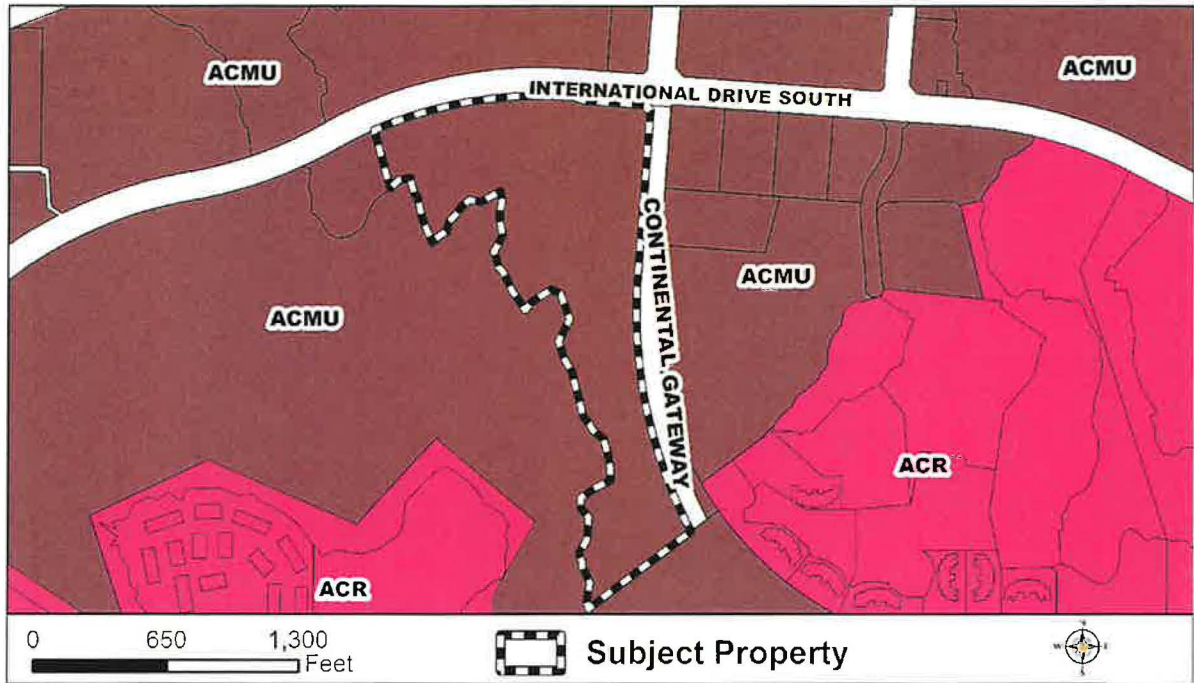 ACMU
ACMU
INTERNATIONAL DRIVE SOUTH
CONTINENTAL GATEWAY
ACMU
ACMU
ACR
ACR
0 650 1,300
Feet
Subject Property
W E S